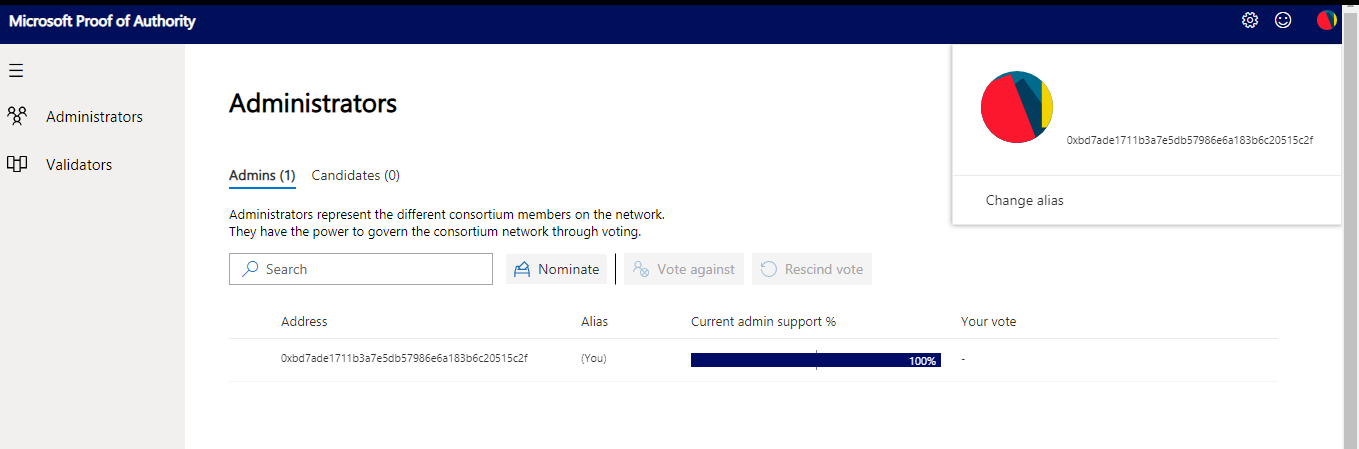 Microsoft Proof of Authority
0xbd7ade1711b3a7e5db57986e6a183b6c20515c2f
Change alias
Administrators
Validators
Administrators
Admins (1) Candidates (0)
Administrators represent the different consortium members on the network.
They have the power to govern the consortium network through voting.
Search Nominate Vote against Rescind vote
Address Alias Current admin support % Your vote
0xbd7ade1711b3a7e5db57986e6a183b6c20515c2f (You) 100% -